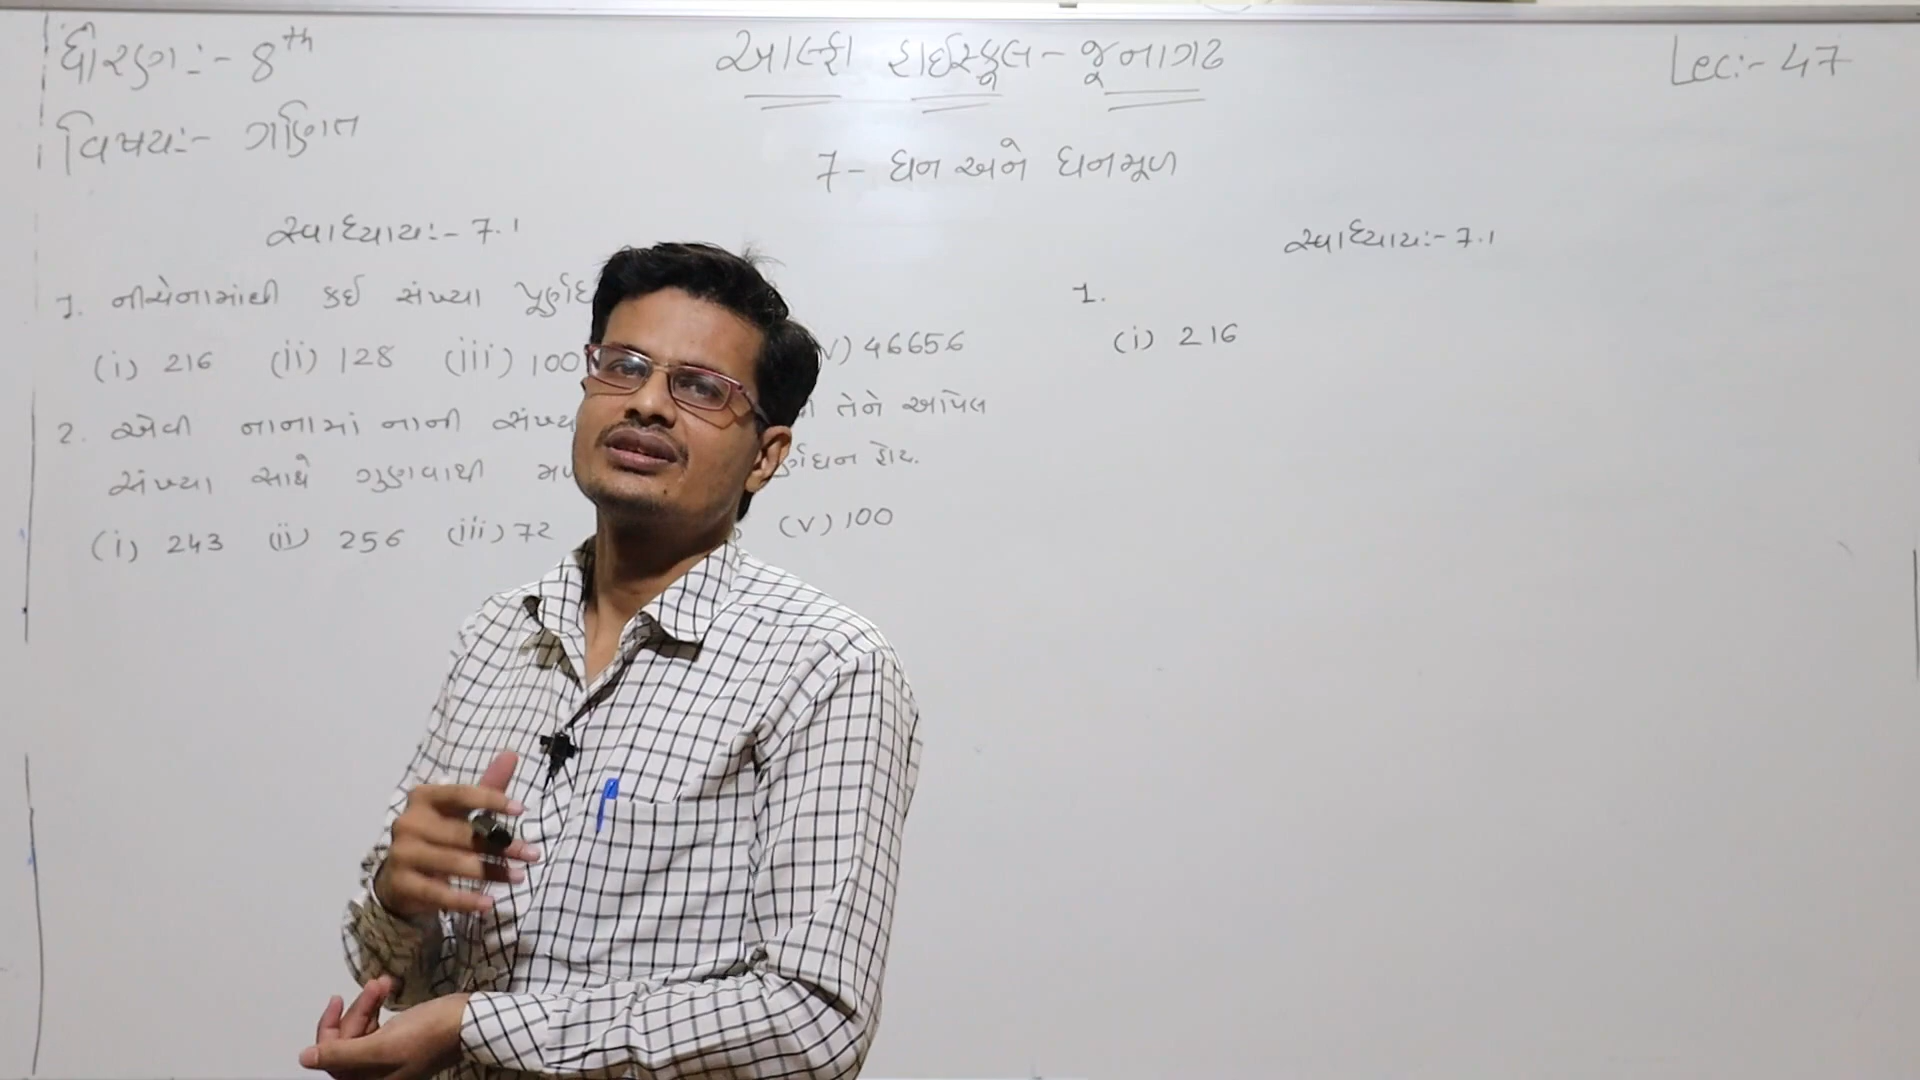 ધોરણ:- 8th
વિષય:- ગણિત
આલ્ફા હાઈસ્કૂલ - જૂનાગઢ
Lec:- 47
7- ઘન અને ઘનમૂળ
સ્વાધ્યાય:- 7.1
1. નીચેનામાંથી કઈ સંખ્યા
(i) 216 (ii) 128 (iii) 100 46656
2. એવી નાનામાં નાની તેને આપેલ
સંખ્યા સાથે ગુણવાથી હોય.
(i) 243 (ii) 256 (iii) 72 (v) 100
સ્વાધ્યાય:- 7.1
1.
(i) 216